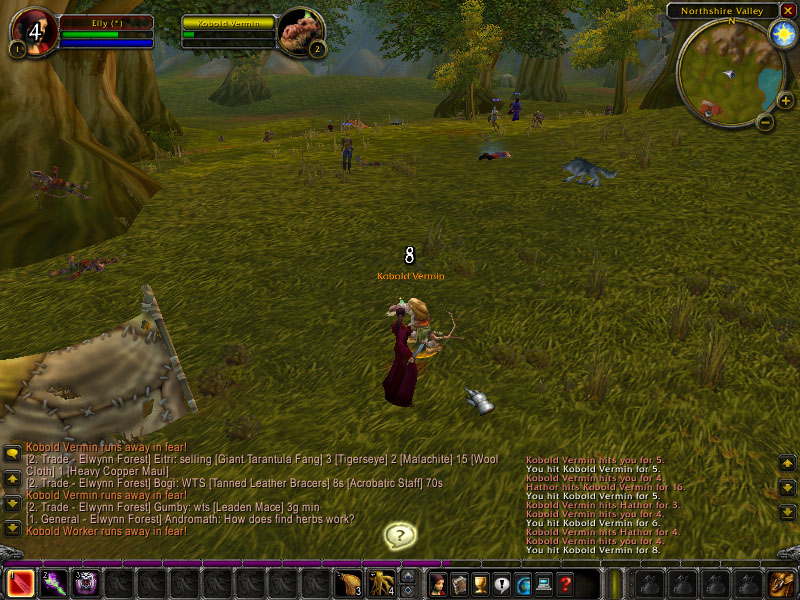 Elly (*)
4
1
Kobold Vermin
2
Northshire Valley
N
8
Kobold Vermin
Kobold Vermin runs away in fear!
[2. Trade - Elwynn Forest] Eitri: selling [Giant Tarantula Fang] 3 [Tigerseye] 2 [Malachite] 15 [Wool
Cloth] 1 [Heavy Copper Maul]
[2. Trade - Elwynn Forest] Bogi: WTS [Tanned Leather Bracers] 8s [Acrobatic Staff] 70s
Kobold Vermin runs away in fear!
[2. Trade - Elwynn Forest] Gumby: wts [Leaden Mace] 3g min
[1. General - Elwynn Forest] Andromath: How does find herbs work?
Kobold Worker runs away in fear!
Kobold Vermin hits you for 5.
You hit Kobold Vermin for 5.
Kobold Vermin hits you for 4.
Hathor hits Kobold Vermin for 16.
You hit Kobold Vermin for 5.
Kobold Vermin hits Hathor for 3.
Kobold Vermin hits you for 4.
You hit Kobold Vermin for 6.
Kobold Vermin hits Hathor for 4.
Kobold Vermin hits you for 4.
You hit Kobold Vermin for 8.
?
2
3
3
4
!
?